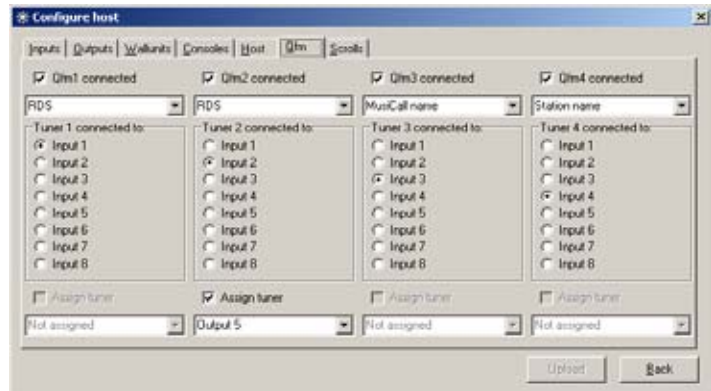 Configure host
Inputs Outputs Wallunits Consoles Host Qfm Scrolls
Qfm1 connected Qfm2 connected Qfm3 connected Qfm4 connected
RDS RDS MusiCall name Station name
Tuner 1 connected to: Tuner 2 connected to: Tuner 3 connected to: Tuner 4 connected to:
Input 1 Input 1 Input 1 Input 1
Input 2 Input 2 Input 2 Input 2
Input 3 Input 3 Input 3 Input 3
Input 4 Input 4 Input 4 Input 4
Input 5 Input 5 Input 5 Input 5
Input 6 Input 6 Input 6 Input 6
Input 7 Input 7 Input 7 Input 7
Input 8 Input 8 Input 8 Input 8
Assign tuner Assign tuner Assign tuner Assign tuner
Not assigned Output 5 Not assigned Not assigned
Upload Back